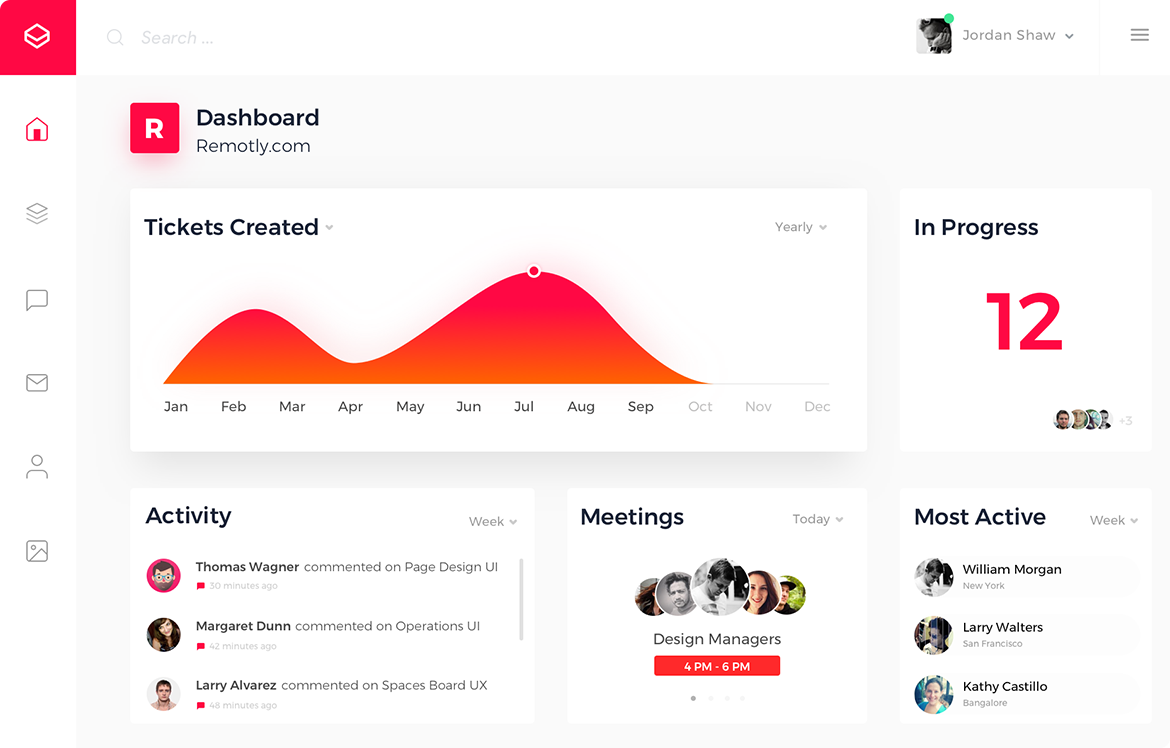 Search ...
Jordan Shaw
R
Dashboard
Remotly.com
Tickets Created
Yearly
Jan Feb Mar Apr May Jun Jul Aug Sep Oct Nov Dec
In Progress
12
+3
Activity
Week
Thomas Wagner commented on Page Design UI
30 minutes ago
Margaret Dunn commented on Operations UI
42 minutes ago
Larry Alvarez commented on Spaces Board UX
48 minutes ago
Meetings
Today
Design Managers
4 PM - 6 PM
Most Active
Week
William Morgan
New York
Larry Walters
San Francisco
Kathy Castillo
Bangalore